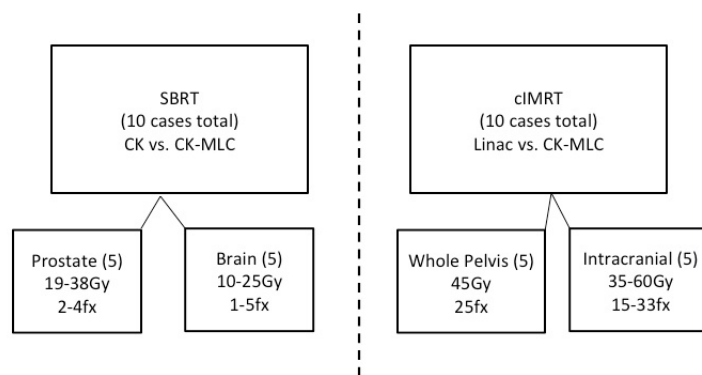 SBRT
(10 cases total)
CK vs. CK-MLC
Prostate (5)
19-38Gy
2-4fx
Brain (5)
10-25Gy
1-5fx
cIMRT
(10 cases total)
Linac vs. CK-MLC
Whole Pelvis (5)
45Gy
25fx
Intracranial (5)
35-60Gy
15-33fx